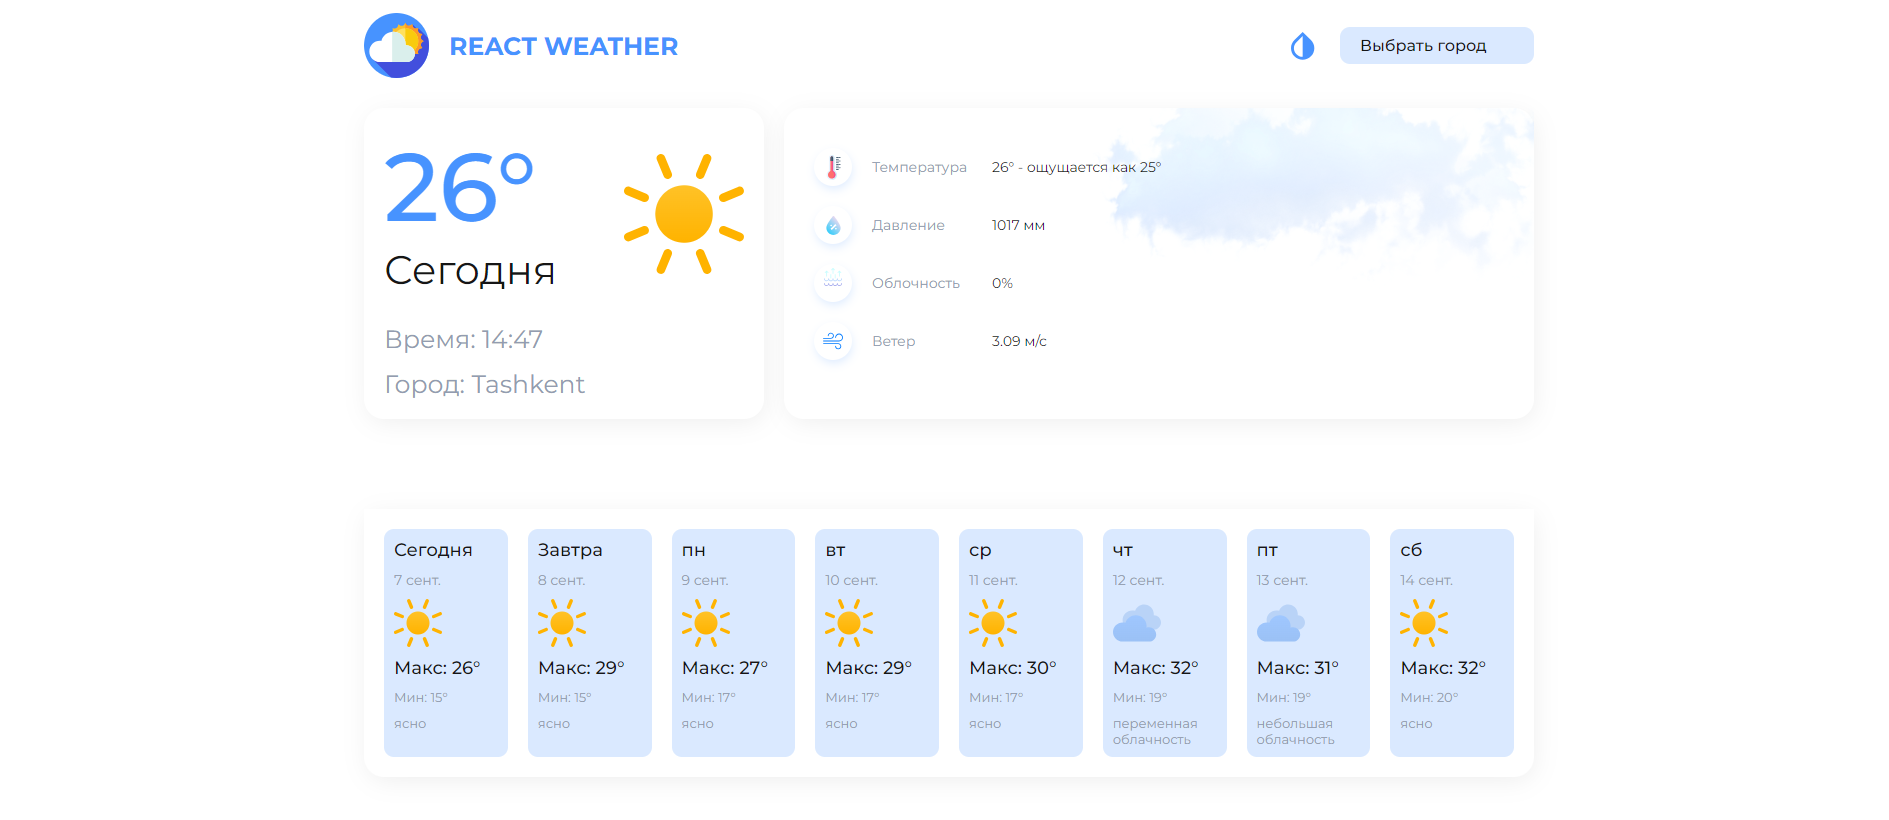 REACT WEATHER
Выбрать город
26°
Сегодня
Время: 14:47
Город: Tashkent
Температура 26° - ощущается как 25°
Давление 1017 мм
Облочность 0%
Ветер 3.09 м/с
Сегодня
7 сент.
Макс: 26°
Мин: 15°
ясно
Завтра
8 сент.
Макс: 29°
Мин: 15°
ясно
пн
9 сент.
Макс: 27°
Мин: 17°
ясно
вт
10 сент.
Макс: 29°
Мин: 17°
ясно
ср
11 сент.
Макс: 30°
Мин: 17°
ясно
чт
12 сент.
Макс: 32°
Мин: 19°
переменная
облачность
пт
13 сент.
Макс: 31°
Мин: 19°
небольшая
облачность
сб
14 сент.
Макс: 32°
Мин: 20°
ясно